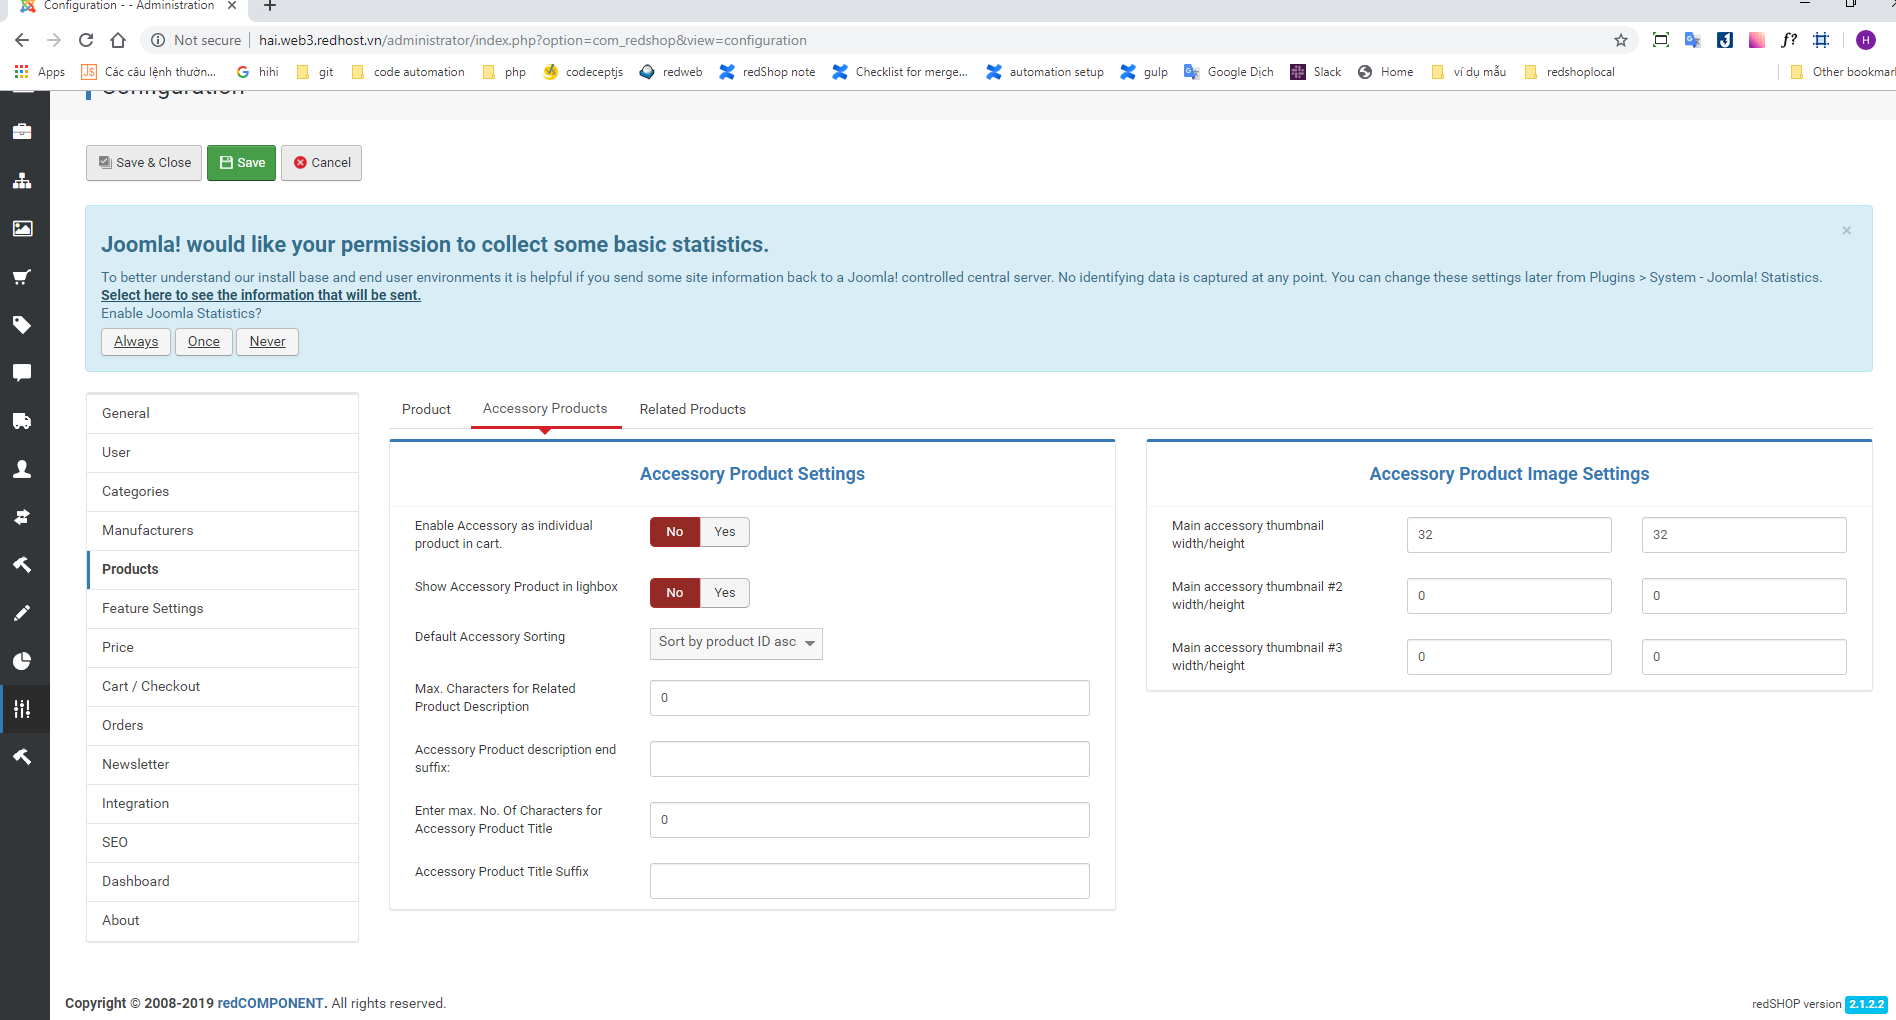 Configuration - - Administration
Not secure | hai.web3.redhost.vn/administrator/index.php?option=com_redshop&view=configuration
H
Apps
JS Các câu lệnh thườn...
hihi
git
code automation
php
codeceptjs
redweb
redShop note
Checklist for merge...
automation setup
gulp
Google Dịch
Slack
Home
ví dụ mẫu
redshoplocal
Other bookmar
Configuration
Save & Close
Save
Cancel
Joomla! would like your permission to collect some basic statistics.
To better understand our install base and end user environments it is helpful if you send some site information back to a Joomla! controlled central server. No identifying data is captured at any point. You can change these settings later from Plugins > System - Joomla! Statistics.
Select here to see the information that will be sent.
Enable Joomla Statistics?
Always
Once
Never
General
User
Categories
Manufacturers
Products
Feature Settings
Price
Cart / Checkout
Orders
Newsletter
Integration
SEO
Dashboard
About
Product
Accessory Products
Related Products
Accessory Product Settings
Enable Accessory as individual
product in cart.
No Yes
Show Accessory Product in lighbox
No Yes
Default Accessory Sorting
Sort by product ID asc
Max. Characters for Related
Product Description
0
Accessory Product description end
suffix:
Enter max. No. Of Characters for
Accessory Product Title
0
Accessory Product Title Suffix
Accessory Product Image Settings
Main accessory thumbnail
width/height
32
32
Main accessory thumbnail #2
width/height
0
0
Main accessory thumbnail #3
width/height
0
0
Copyright © 2008-2019 redCOMPONENT. All rights reserved.
redSHOP version 2.1.2.2